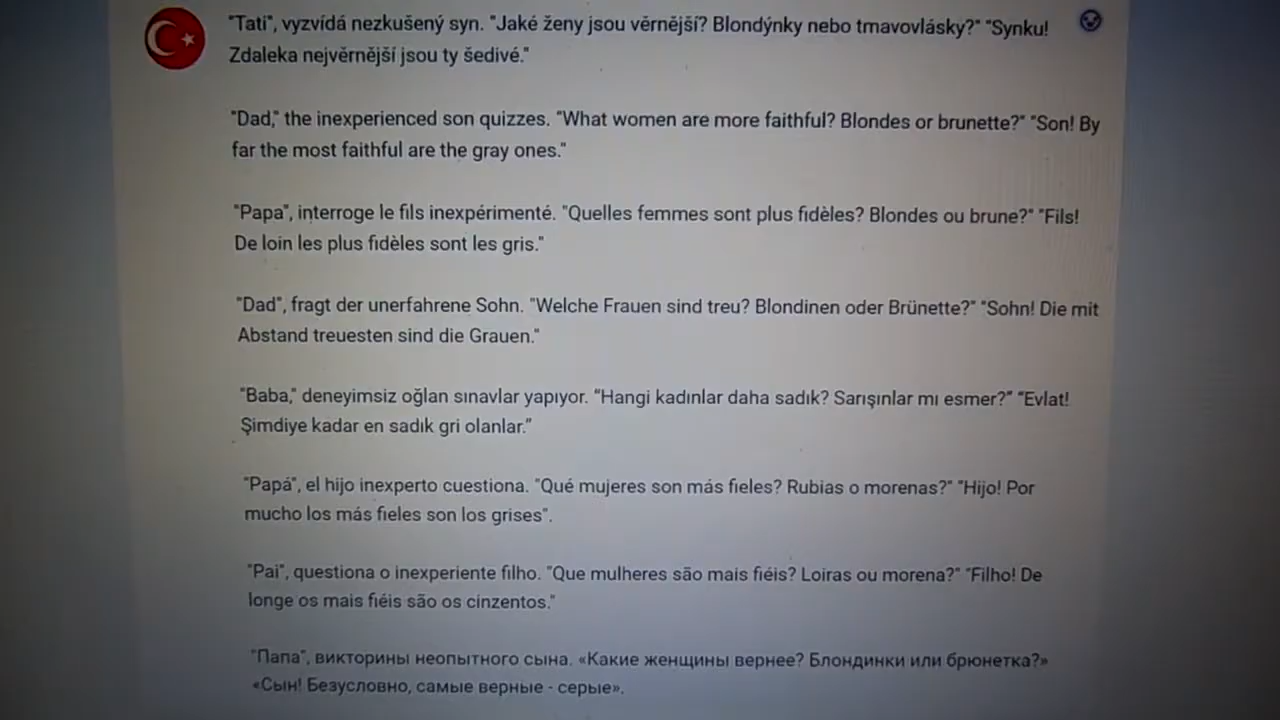 "Tati", vyzvídá nezkušený syn. "Jaké ženy jsou věrnější? Blondýnky nebo tmavovlásky?" "Synku!
Zdaleka nejvěrnější jsou ty šedivé."
"Dad," the inexperienced son quizzes. "What women are more faithful? Blondes or brunette?" "Son! By
far the most faithful are the gray ones."
"Papa", interroge le fils inexpérimenté. "Quelles femmes sont plus fidèles? Blondes ou brune?" "Fils!
De loin les plus fidèles sont les gris."
"Dad", fragt der unerfahrene Sohn. "Welche Frauen sind treu? Blondinen oder Brünette?" "Sohn! Die mit
Abstand treuesten sind die Grauen."
"Baba," deneyimsiz oğlan sınavlar yapıyor. "Hangi kadınlar daha sadık? Sarışınlar mı esmer?" "Evlat!
Şimdiye kadar en sadık gri olanlar."
"Papá", el hijo inexperto cuestiona. "Qué mujeres son más fieles? Rubias o morenas?" "Hijo! Por
mucho los más fieles son los grises".
"Pai", questiona o inexperiente filho. "Que mulheres são mais fiéis? Loiras ou morena?" "Filho! De
longe os mais fiéis são os cinzentos."
"Папа", викторины неопытного сына. «Какие женщины вернее? Блондинки или брюнетка?»
«Сын! Безусловно, самые верные - серые».